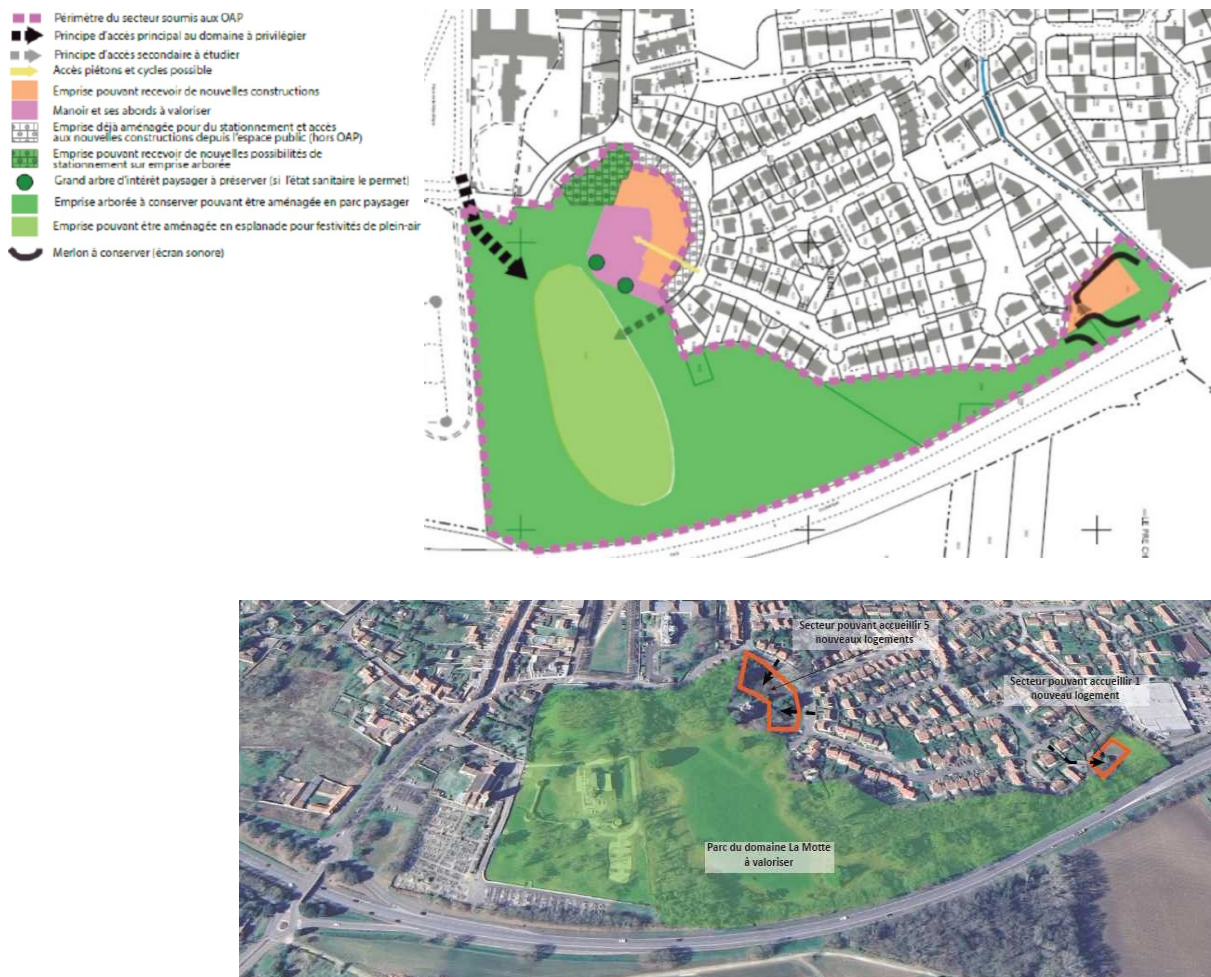 Périmètre du secteur soumis aux OAP
Principe d'accès principal au domaine à privilégier
Principe d'accès secondaire à étudier
Accès piétons et cycles possible
Emprise pouvant recevoir de nouvelles constructions
Manoir et ses abords à valoriser
Emprise déjà aménagée pour du stationnement et accès
aux nouvelles constructions depuis l'espace public (hors OAP)
Emprise pouvant recevoir de nouvelles possibilités de
stationnement sur emprise arborée
Grand arbre d'intérêt paysager à préserver (si l'état sanitaire le permet)
Emprise arborée à conserver pouvant être aménagée en parc paysager
Emprise pouvant être aménagée en esplanade pour festivités de plein-air
Merlon à conserver (écran sonore)
Secteur pouvant accueillir 5
nouveaux logements
Secteur pouvant accueillir 1
nouveau logement
Parc du domaine La Motte
à valoriser